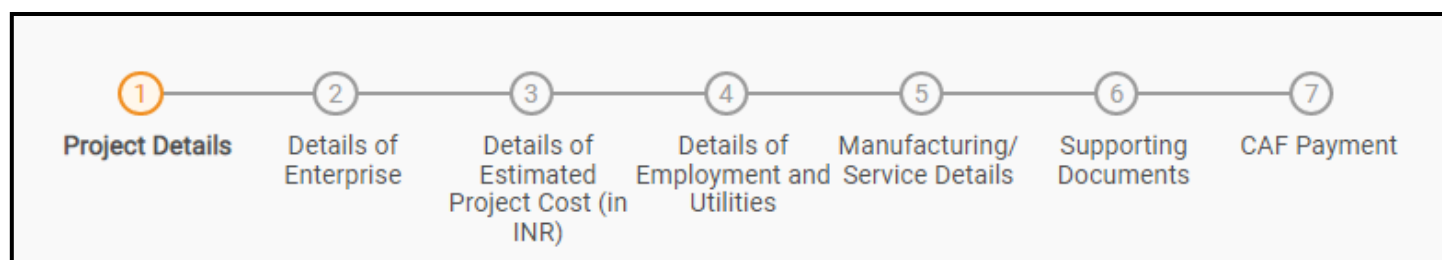 1
2
3
4
5
6
7
Project Details
Details of
Enterprise
Details of
Estimated
Project Cost (in
INR)
Details of
Employment and
Utilities
Manufacturing/
Service Details
Supporting
Documents
CAF Payment